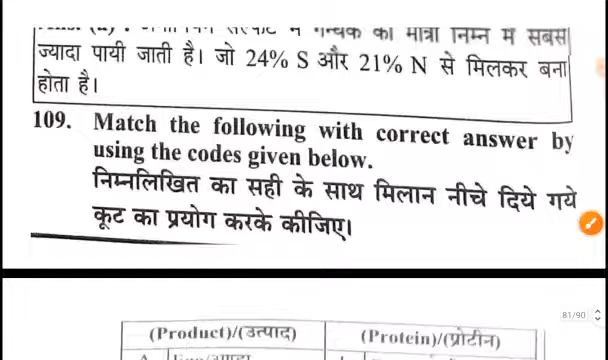 की मात्रा निम्न में सबसे
ज्यादा पायी जाती है। जो 24% S और 21% N से मिलकर बना
होता है।
109. Match the following with correct answer by
using the codes given below.
निम्नलिखित का सही के साथ मिलान नीचे दिये गये
कूट का प्रयोग करके कीजिए।
81/90
(Product)/(उत्पाद) (Protein)/(प्रोटीन)